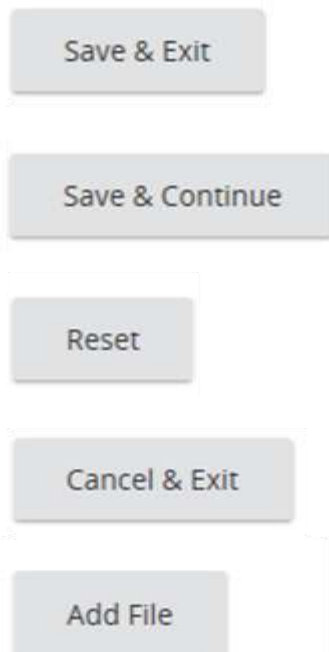 Save & Exit
Save & Continue
Reset
Cancel & Exit
Add File